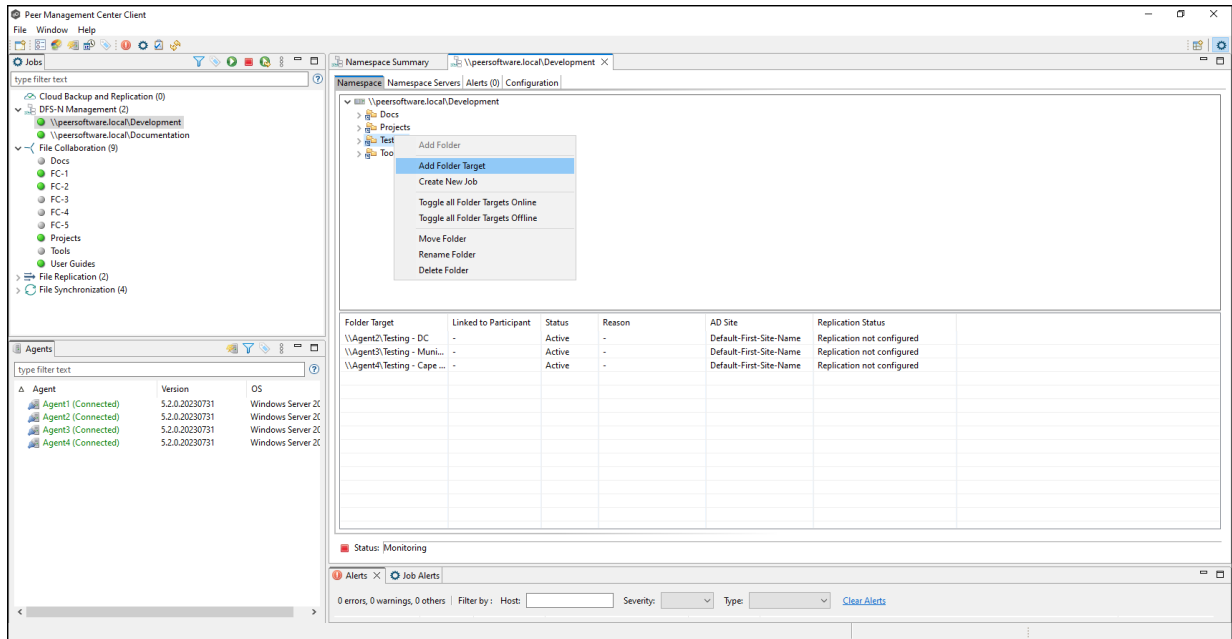 Peer Management Center Client
File Window Help
Jobs
type filter text
Cloud Backup and Replication (0)
DFS-N Management (2)
\\peersoftware.local\Development
\\peersoftware.local\Documentation
File Collaboration (9)
Docs
FC-1
FC-2
FC-3
FC-4
FC-5
Projects
Tools
User Guides
File Replication (2)
File Synchronization (4)
Agents
type filter text
Agent Version OS
Agent1 (Connected) 5.2.0.20230731 Windows Server 20
Agent2 (Connected) 5.2.0.20230731 Windows Server 20
Agent3 (Connected) 5.2.0.20230731 Windows Server 20
Agent4 (Connected) 5.2.0.20230731 Windows Server 20
Namespace Summary \\peersoftware.local\Development
Namespace Namespace Servers Alerts (0) Configuration
\\peersoftware.local\Development
Docs
Projects
Test
Too
Add Folder
Add Folder Target
Create New Job
Toggle all Folder Targets Online
Toggle all Folder Targets Offline
Move Folder
Rename Folder
Delete Folder
Folder Target Linked to Participant Status Reason AD Site Replication Status
\\Agent2\Testing - DC - Active - Default-First-Site-Name Replication not configured
\\Agent3\Testing - Muni... - Active - Default-First-Site-Name Replication not configured
\\Agent4\Testing - Cape ... - Active - Default-First-Site-Name Replication not configured
Status: Monitoring
Alerts Job Alerts
0 errors, 0 warnings, 0 others Filter by : Host: Severity: Type: Clear Alerts